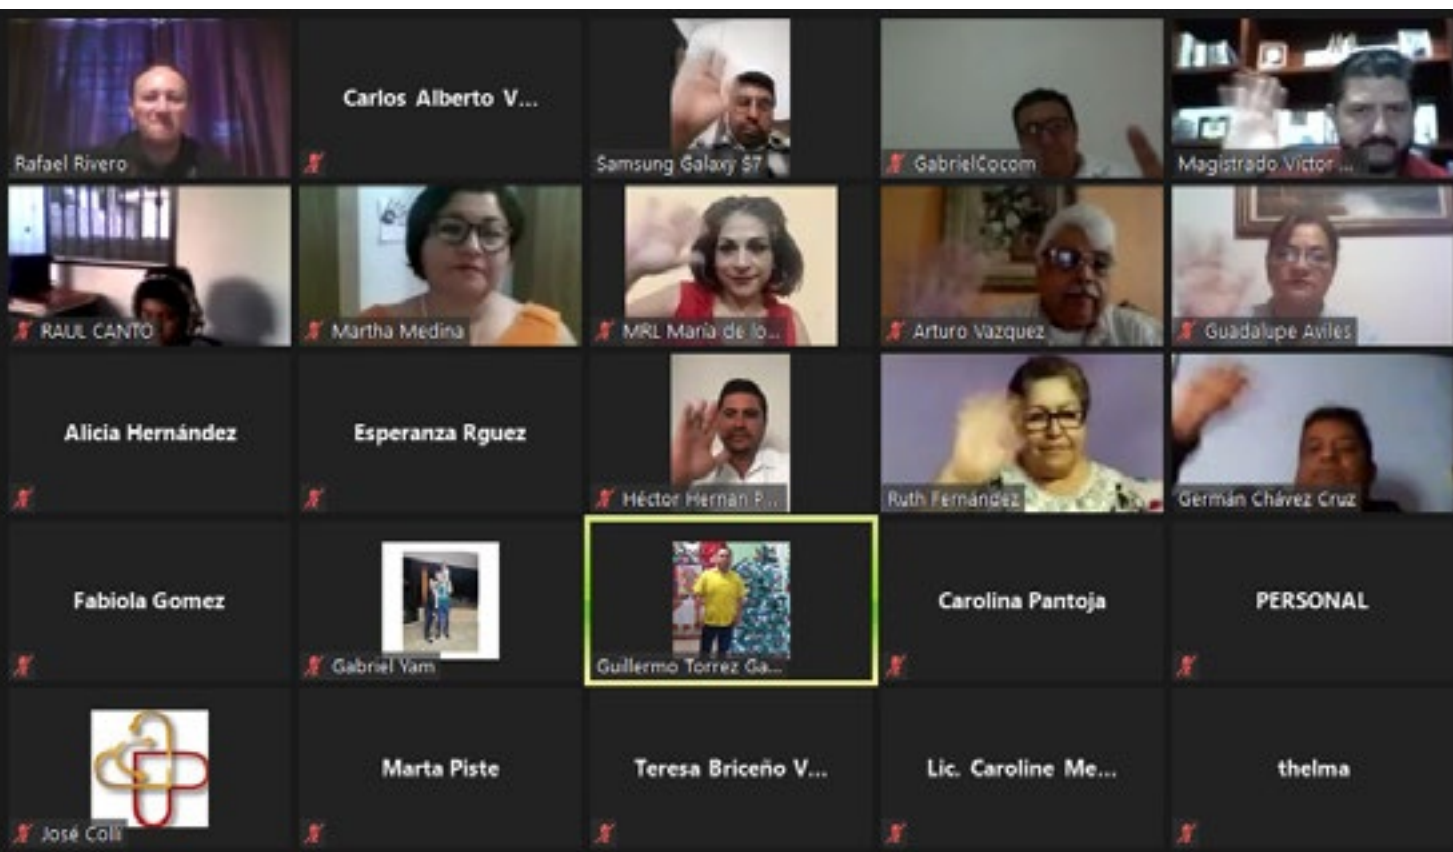 Rafael Rivero
Carlos Alberto V...
Samsung Galaxy S7
GabrielCocom
Magistrado Víctor ...
RAUL CANTO
Martha Medina
MRL María de lo...
Arturo Vazquez
Guadalupe Aviles
Alicia Hernández
Esperanza Rguez
Héctor Hernán P...
Ruth Fernández
Germán Chávez Cruz
Fabiola Gomez
Gabriel Yam
Guillermo Torrez Ga...
Carolina Pantoja
PERSONAL
José Colli
Marta Piste
Teresa Briceño V...
Lic. Caroline Me...
thelma